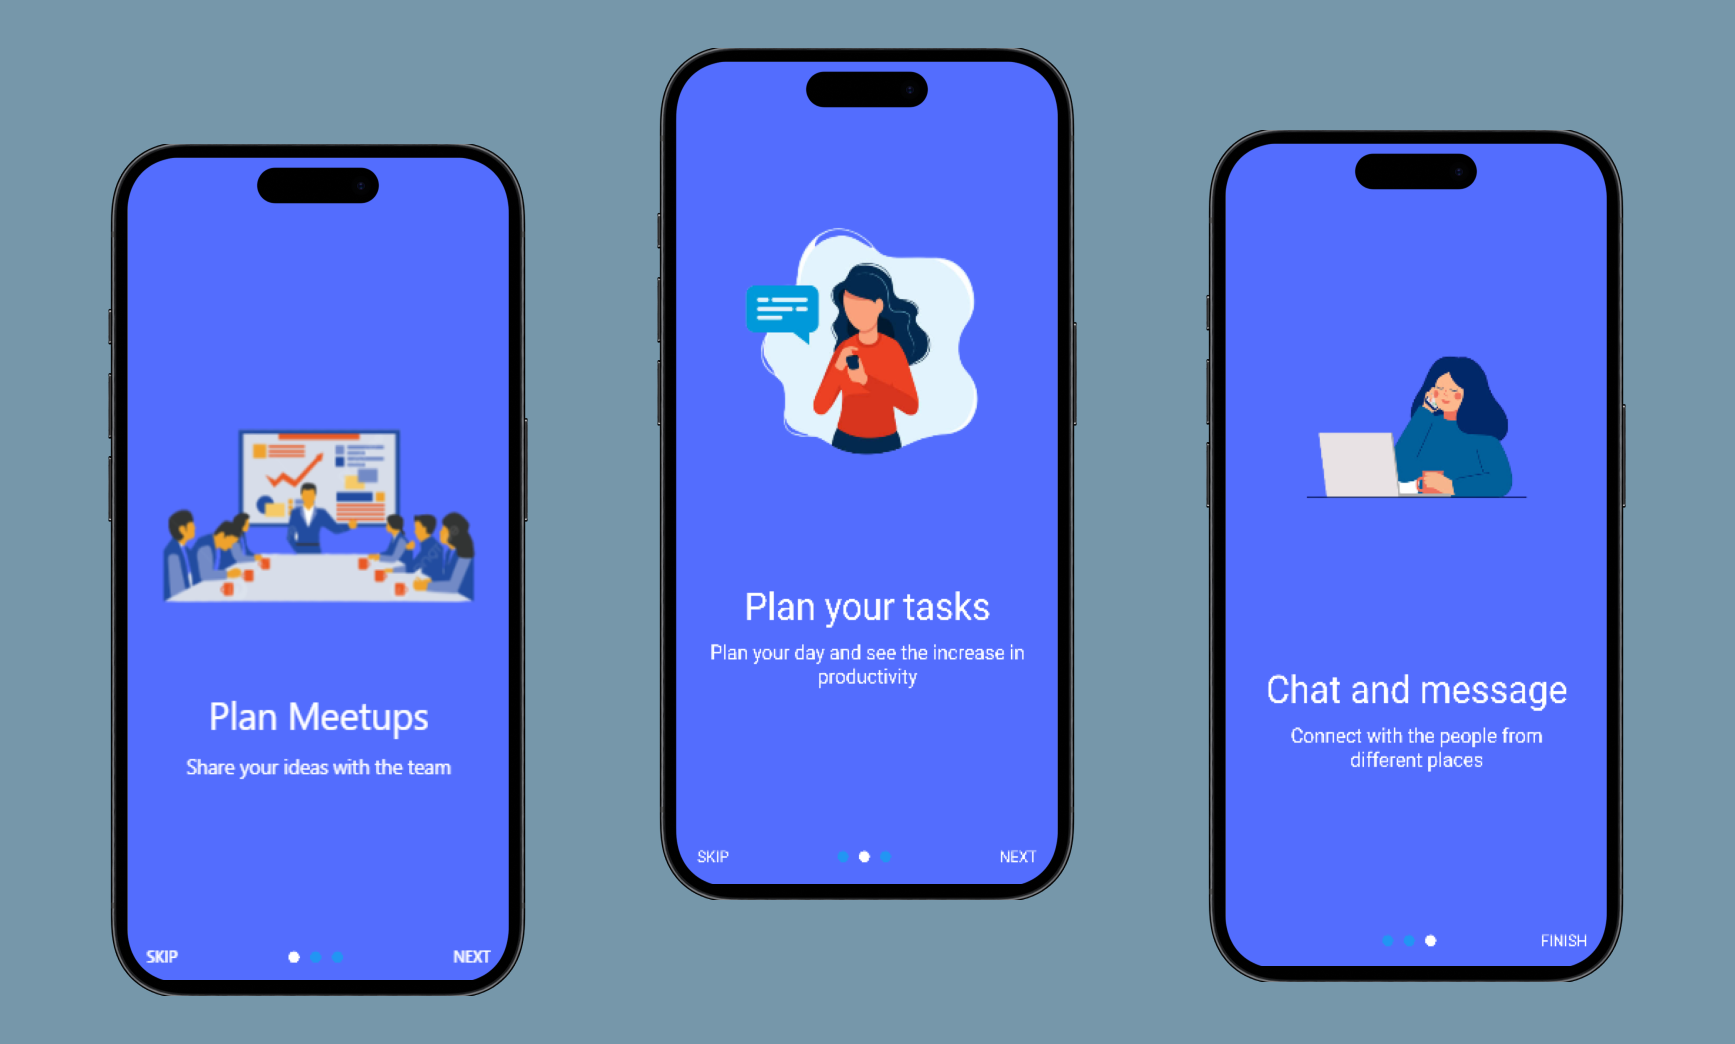 Plan Meetups
Share your ideas with the team
SKIP
NEXT
Plan your tasks
Plan your day and see the increase in
productivity
SKIP
NEXT
Chat and message
Connect with the people from
different places
FINISH